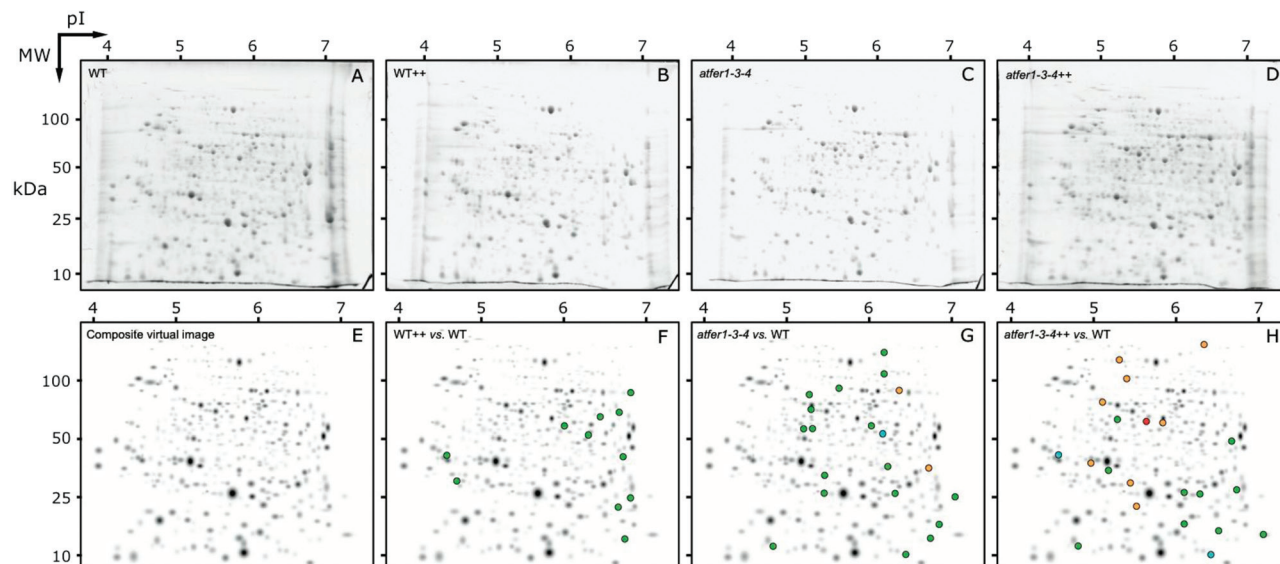 pI
MW
4 5 6 7 4 5 6 7 4 5 6 7 4 5 6 7
WT A WT++ B atfer1-3-4 C atfer1-3-4++ D
100
50
kDa
25
10
4 5 6 7 4 5 6 7 4 5 6 7 4 5 6 7
Composite virtual image E WT++ vs. WT F atfer1-3-4 vs. WT G atfer1-3-4++ vs. WT H
100
50
25
10